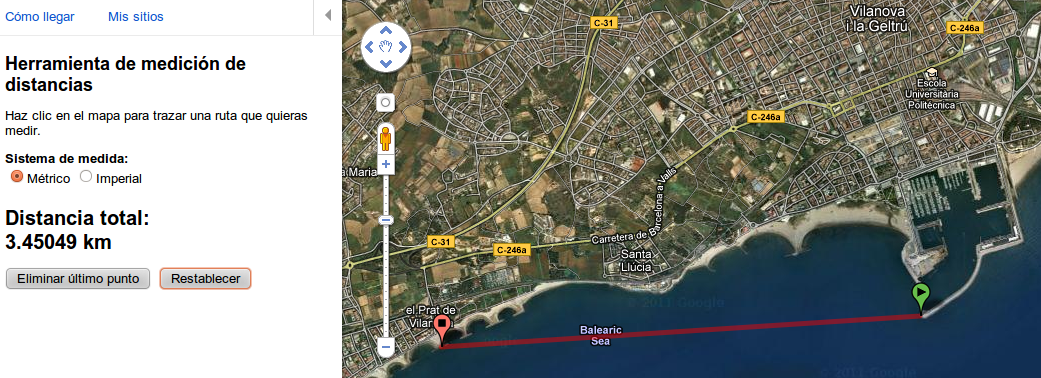 Cómo llegar
Mis sitios
Herramienta de medición de
distancias
Haz clic en el mapa para trazar una ruta que quieras
medir.
Sistema de medida:
Métrico
Imperial
Distancia total:
3.45049 km
Eliminar último punto
Restablecer
Vilanova
i la Geltrú
C-31
C-246a
Escola
Universitària
Politècnica
C-246a
a Maria
Carretera de Barcelona a Valls
C-31
C-246a
Santa
Llúcia
el Prat de
Balearic
Sea
© 2011 Google
© 2011 Google